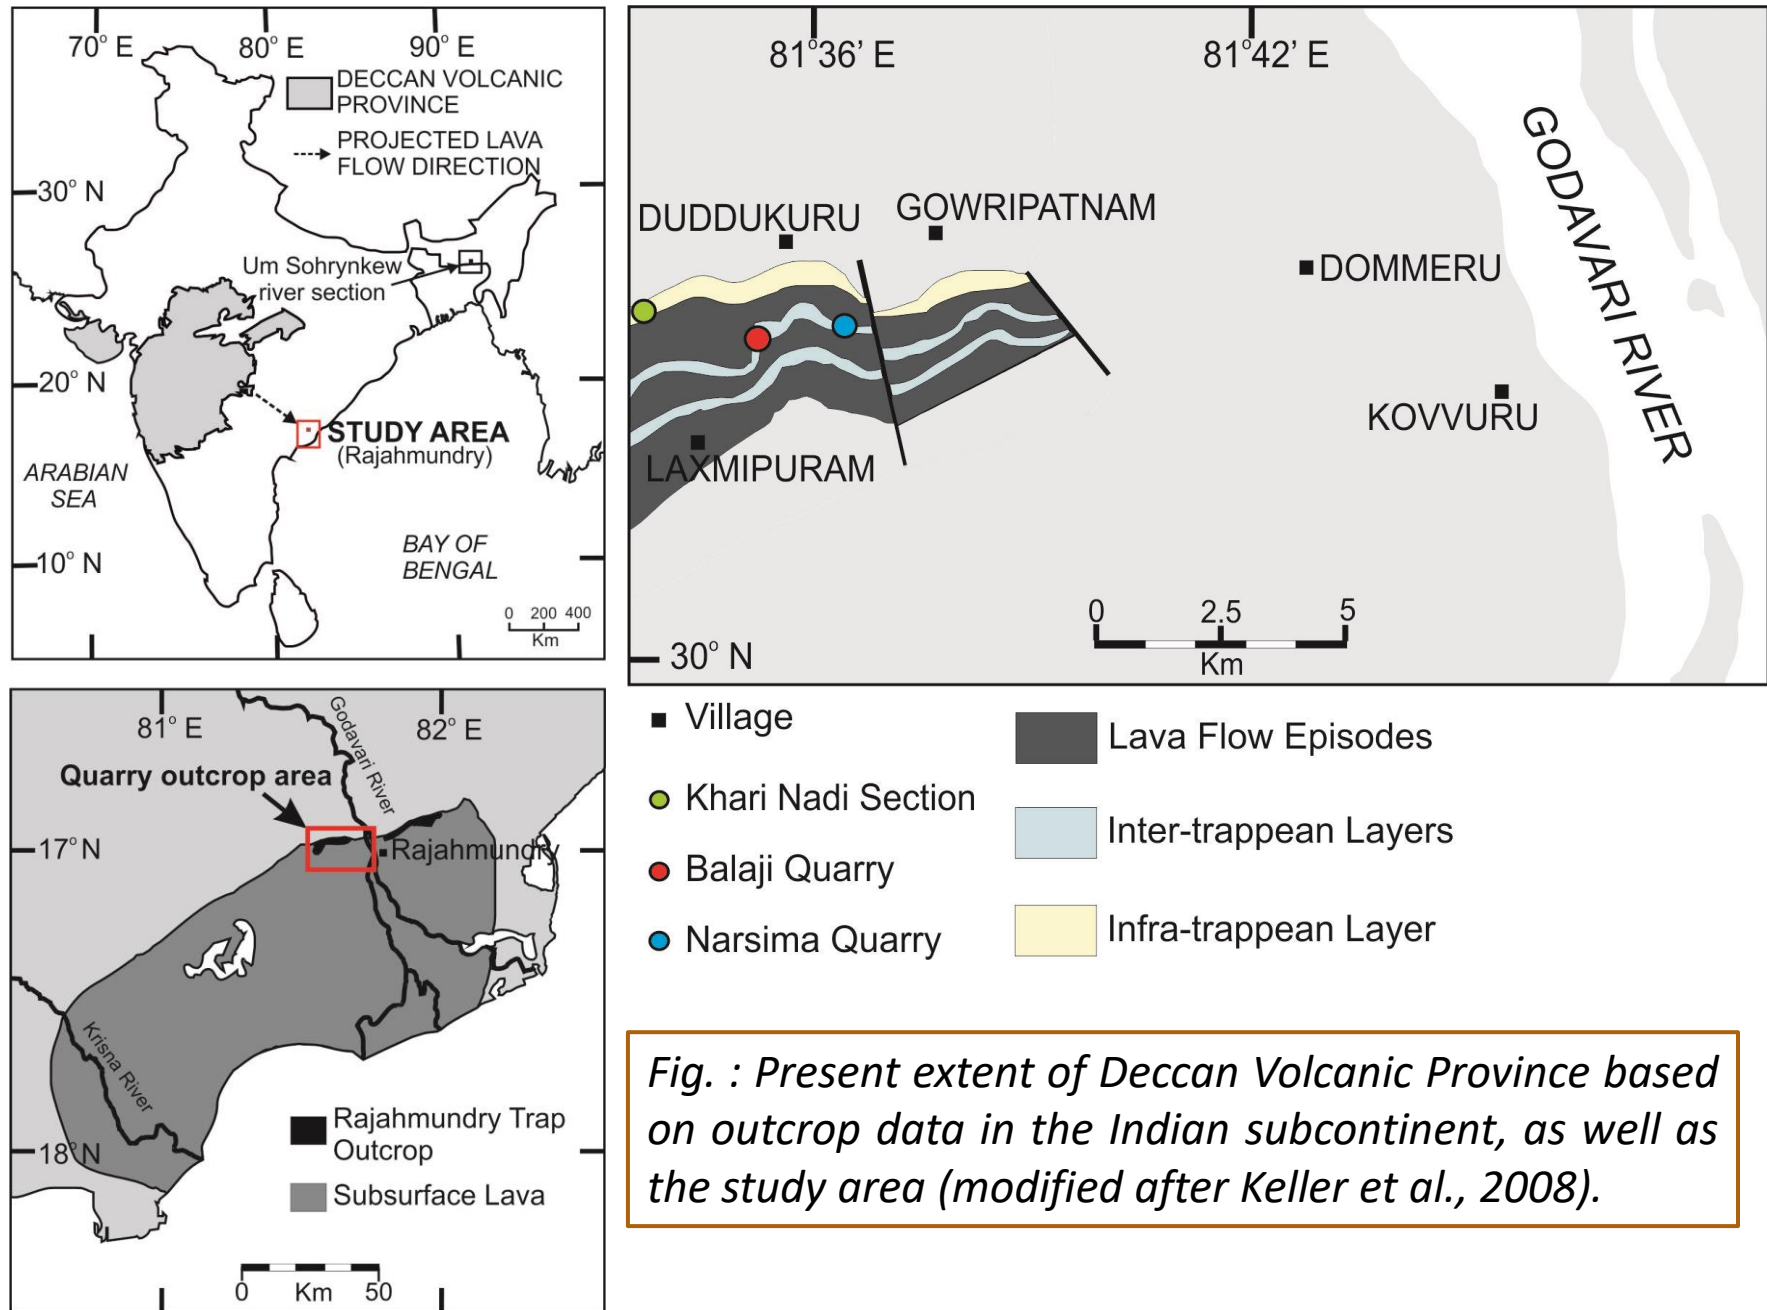 70° E
80° E
90° E
DECCAN VOLCANIC
PROVINCE
PROJECTED LAVA
FLOW DIRECTION
30° N
Um Sohrynkew
river section
20° N
STUDY AREA
(Rajahmundry)
ARABIAN
SEA
10° N
BAY OF
BENGAL
0 200 400
Km
81°36’ E
81°42’ E
GODAVARI RIVER
DUDDUKURU
GOWRIPATNAM
DOMMERU
KOVVURU
LAXMIPURAM
0 2.5 5
Km
30° N
81° E
82° E
Godavari River
Quarry outcrop area
17° N
Rajahmundry
Krisna River
18° N
Rajahmundry Trap
Outcrop
Subsurface Lava
0 Km 50
Village
Khari Nadi Section
Balaji Quarry
Narsima Quarry
Lava Flow Episodes
Inter-trappean Layers
Infra-trappean Layer
Fig. : Present extent of Deccan Volcanic Province based
on outcrop data in the Indian subcontinent, as well as
the study area (modified after Keller et al., 2008).